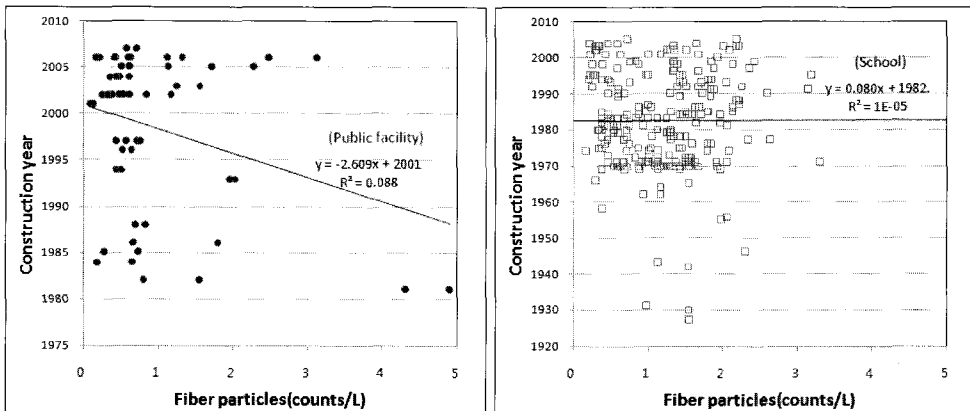 Construction year
2010
2005
2000
1995
1990
1985
1980
1975
(Public facility)
y = -2.609x + 2001
R² = 0.088
0 1 2 3 4 5
Fiber particles(counts/L)
Construction year
2010
2000
1990
1980
1970
1960
1950
1940
1930
1920
(School)
y = 0.080x + 1982.
R² = 1E-05
0 1 2 3 4 5
Fiber particles(counts/L)